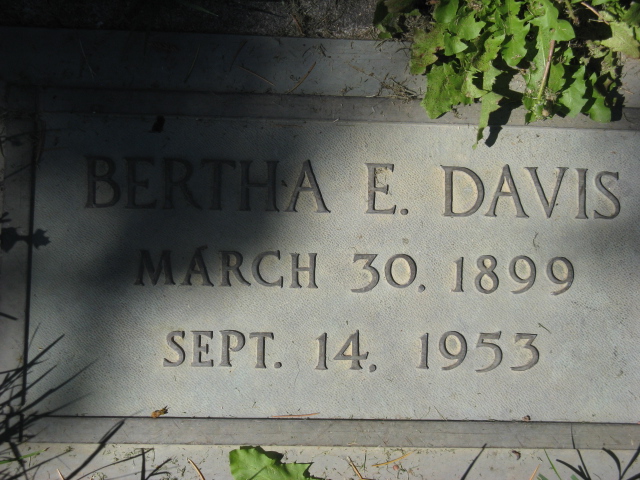 BERTHA E. DAVIS
MARCH 30. 1899
SEPT. 14. 1953